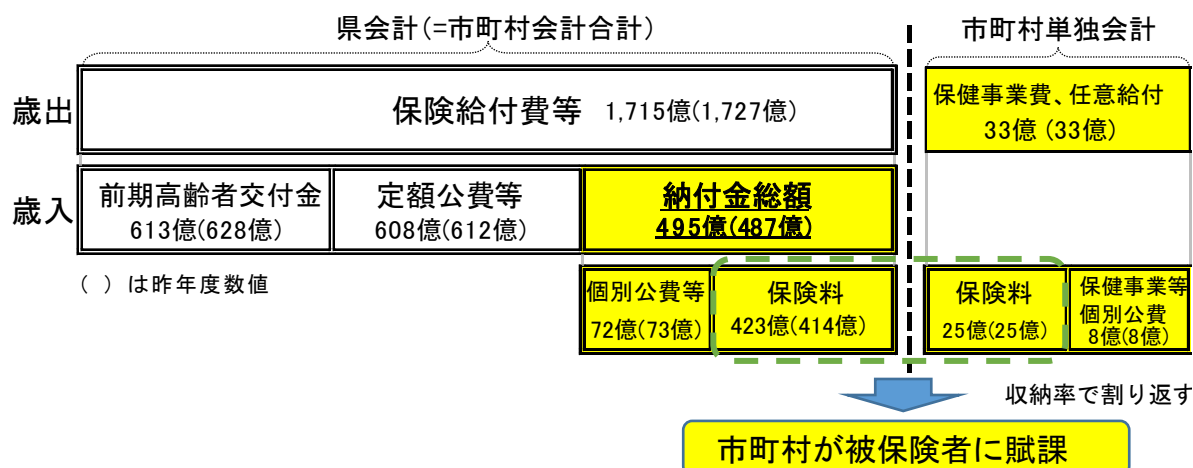 県会計(=市町村会計合計)
市町村単独会計
歳出
保険給付費等 1,715億(1,727億)
保健事業費、任意給付
33億(33億)
歳入
前期高齢者交付金
613億(628億)
定額公費等
608億(612億)
納付金総額
495億(487億)
( ) は昨年度数値
個別公費等
72億(73億)
保険料
423億(414億)
保険料
25億(25億)
保健事業等
個別公費
8億(8億)
収納率で割り返す
市町村が被保険者に賦課